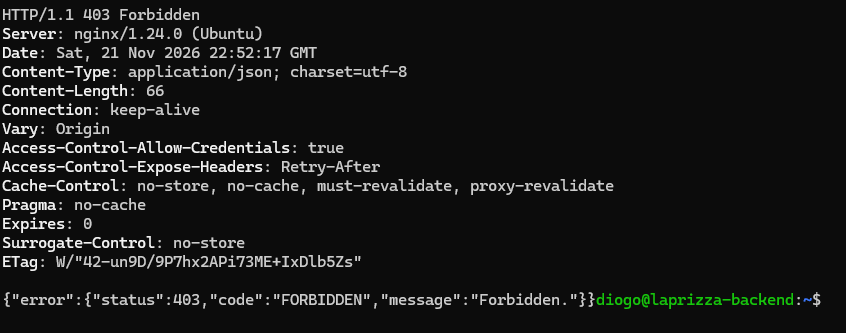 HTTP/1.1 403 Forbidden
Server: nginx/1.24.0 (Ubuntu)
Date: Sat, 21 Nov 2026 22:52:17 GMT
Content-Type: application/json; charset=utf-8
Content-Length: 66
Connection: keep-alive
Vary: Origin
Access-Control-Allow-Credentials: true
Access-Control-Expose-Headers: Retry-After
Cache-Control: no-store, no-cache, must-revalidate, proxy-revalidate
Pragma: no-cache
Expires: 0
Surrogate-Control: no-store
ETag: W/"42-un9D/9P7hx2APi73ME+IxDlb5Zs"

{"error":{"status":403,"code":"FORBIDDEN","message":"Forbidden."}}diogo@laprizza-backend:~$